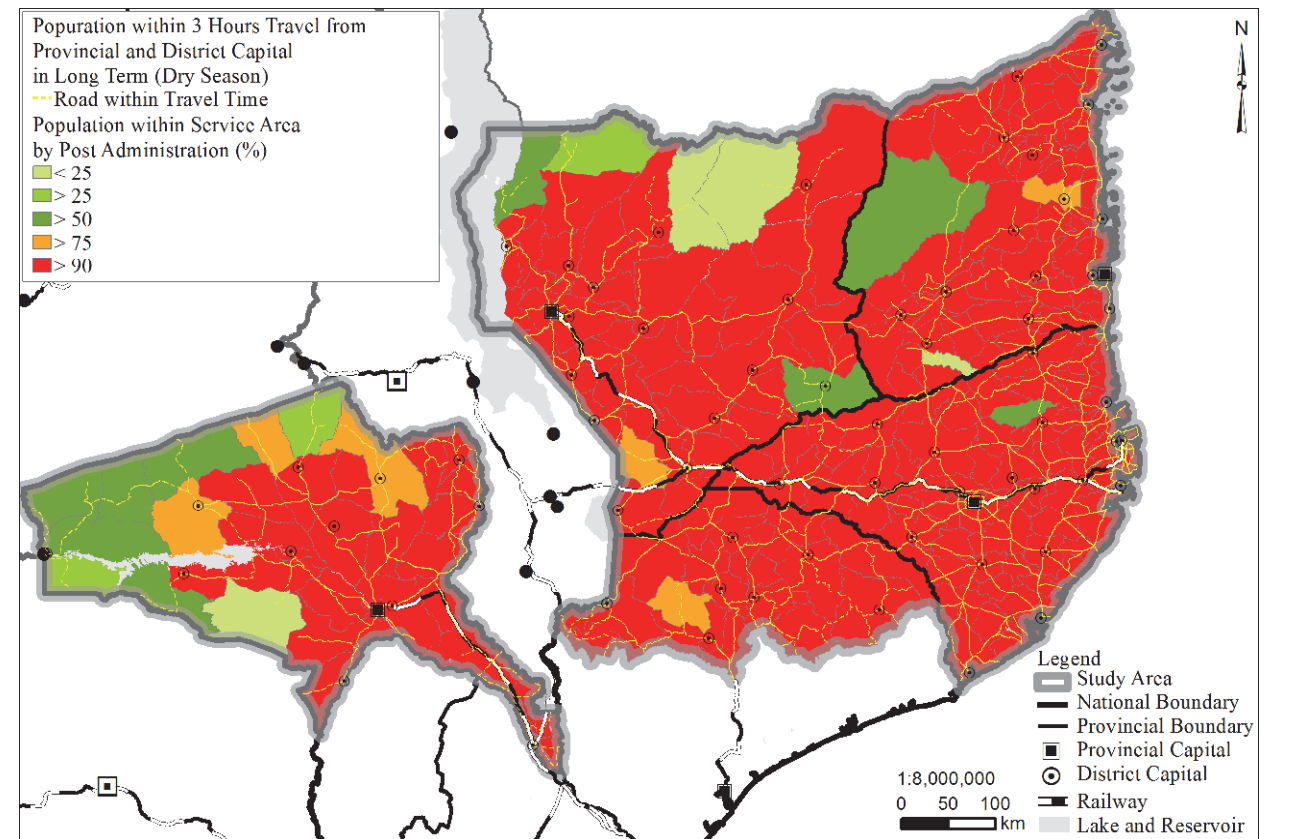 Popuration within 3 Hours Travel from
Provincial and District Capital
in Long Term (Dry Season)
Road within Travel Time
Population within Service Area
by Post Administration (%)
< 25
> 25
> 50
> 75
> 90
N
Legend
Study Area
National Boundary
Provincial Boundary
Provincial Capital
District Capital
Railway
Lake and Reservoir
1:8,000,000
0 50 100
km